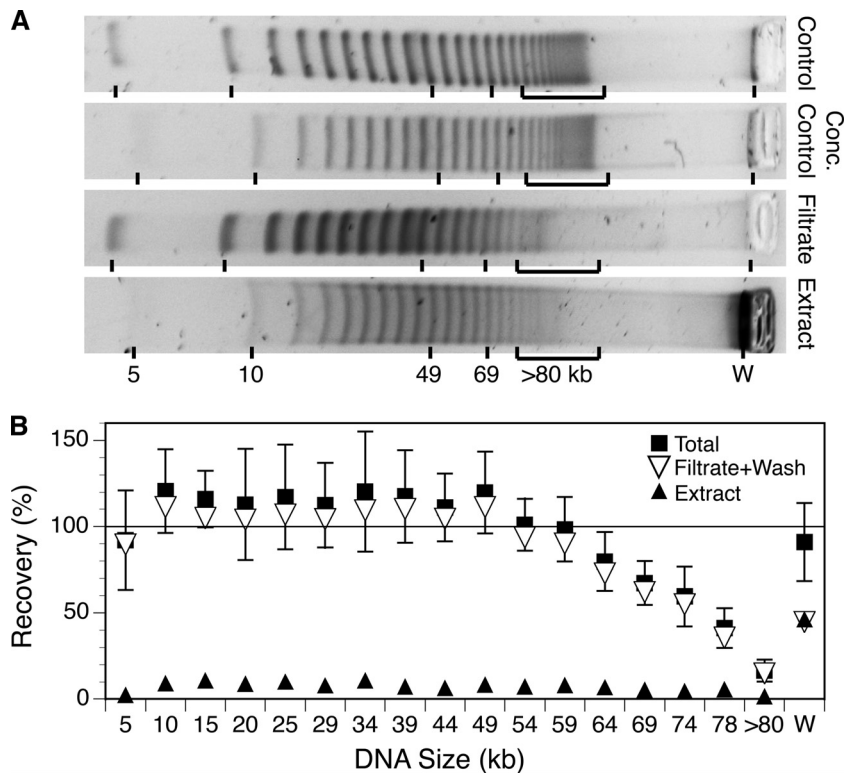 A
Control
Conc.
Control
Filtrate
Extract
5 10 49 69 >80 kb W
B
150
100
50
0
Recovery (%)
Total
Filtrate+Wash
Extract
5 10 15 20 25 29 34 39 44 49 54 59 64 69 74 78 >80 W
DNA Size (kb)